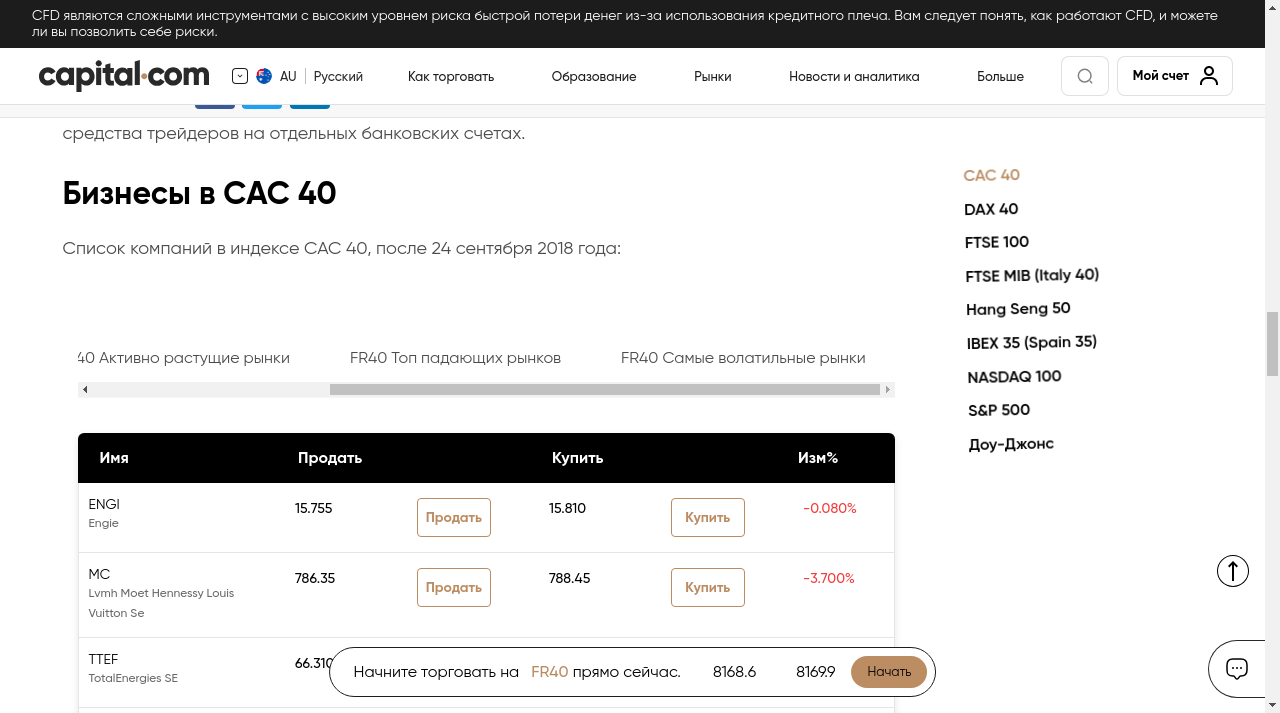 CFD являются сложными инструментами с высоким уровнем риска быстрой потери денег из-за использования кредитного плеча. Вам следует понять, как работают CFD, и можете
ли вы позволить себе риски.
capital.com AU Русский Как торговать Образование Рынки Новости и аналитика Больше Мой счет
средства трейдеров на отдельных банковских счетах.
Бизнесы в CAC 40
Список компаний в индексе CAC 40, после 24 сентября 2018 года:
CAC 40
DAX 40
FTSE 100
FTSE MIB (Italy 40)
Hang Seng 50
IBEX 35 (Spain 35)
NASDAQ 100
S&P 500
Доу-Джонс
40 Активно растущие рынки FR40 Топ падающих рынков FR40 Самые волатильные рынки
Имя Продать Купить Изм%
ENGI 15.755 Продать 15.810 Купить -0.080%
Engie
MC 786.35 Продать 788.45 Купить -3.700%
Lvmh Moet Hennessy Louis
Vuitton Se
TTEF 66.310
TotalEnergies SE
Начните торговать на FR40 прямо сейчас. 8168.6 8169.9 Начать